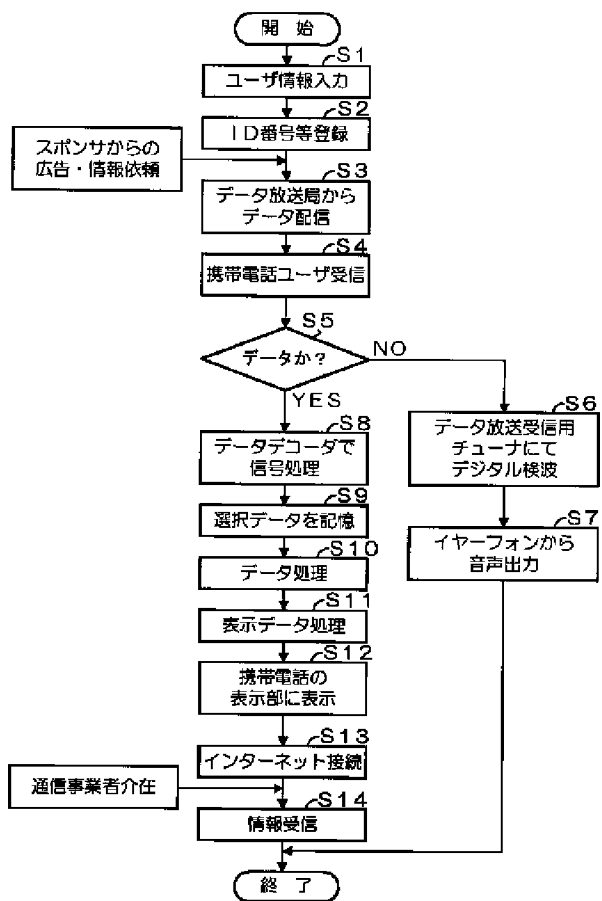 開 始
S1
ユーザ情報入力
S2
ID番号等登録
スポンサからの
広告・情報依頼
S3
データ放送局から
データ配信
S4
携帯電話ユーザ受信
S5
データか?
NO
YES
S6
データ放送受信用
チューナにて
デジタル検波
S7
イヤーフォンから
音声出力
S8
データデコーダで
信号処理
S9
選択データを記憶
S10
データ処理
S11
表示データ処理
S12
携帯電話の
表示部に表示
S13
インターネット接続
通信事業者介在
S14
情報受信
終 了